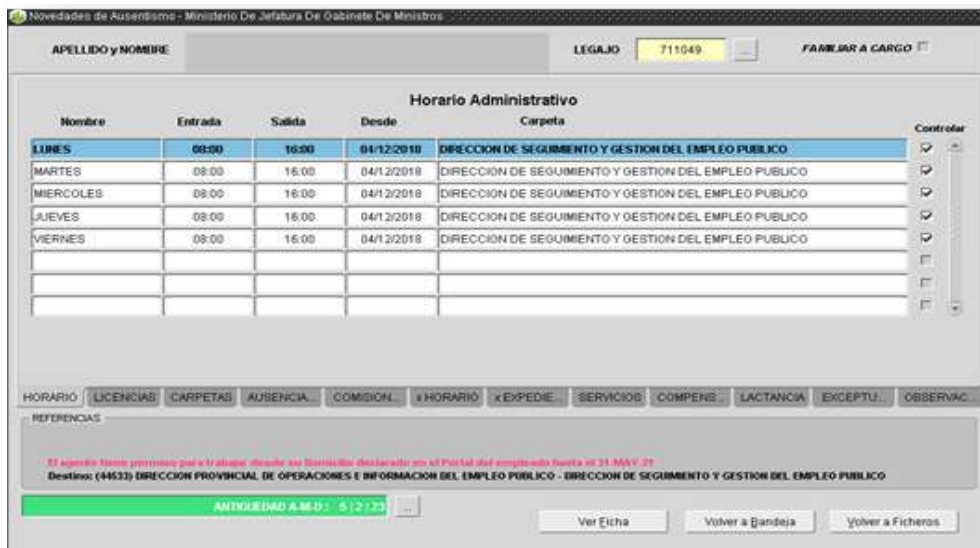 Novedades de Ausentismo - Ministerio De Jefatura De Gabinete De Ministros
APELLIDO y NOMBRE LEGAJO 711049 ... FAMILIAR A CARGO
Horario Administrativo
Nombre Entrada Salida Desde Carpeta Controlar
LUNES 08:00 16:00 04/12/2018 DIRECCION DE SEGUIMIENTO Y GESTION DEL EMPLEO PUBLICO
MARTES 08:00 16:00 04/12/2018 DIRECCION DE SEGUIMIENTO Y GESTION DEL EMPLEO PUBLICO
MIERCOLES 08:00 16:00 04/12/2018 DIRECCION DE SEGUIMIENTO Y GESTION DEL EMPLEO PUBLICO
JUEVES 08:00 16:00 04/12/2018 DIRECCION DE SEGUIMIENTO Y GESTION DEL EMPLEO PUBLICO
VIERNES 08:00 16:00 04/12/2018 DIRECCION DE SEGUIMIENTO Y GESTION DEL EMPLEO PUBLICO
HORARIO LICENCIAS CARPETAS AUSENCIA... COMISION... x HORARIO x EXPEDIE... SERVICIOS COMPENS... LACTANCIA EXCEPTU... OBSERVAC...
REFERENCIAS
El agente tiene permiso para trabajar desde su Domicilio declarado en el Portal del empleado hasta el 31-MAY-21
Destino: (44533) DIRECCION PROVINCIAL DE OPERACIONES E INFORMACION DEL EMPLEO PUBLICO - DIRECCION DE SEGUIMIENTO Y GESTION DEL EMPLEO PUBLICO
ANTIGUEDAD A-M-D : 5 | 2 | 23 ...
Ver Ficha Volver a Bandeja Volver a Ficheros